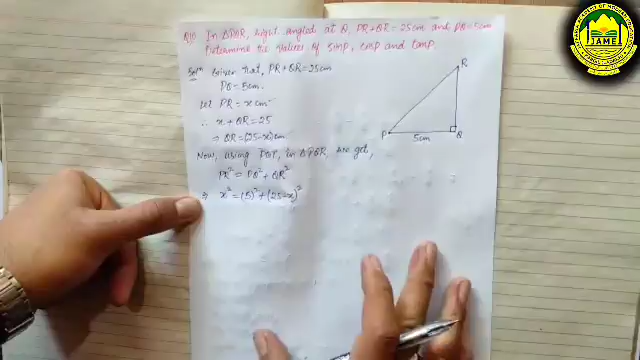 Q10) In ΔPQR, right angled at Q, PR+QR = 25cm and PQ=5cm
Determine the values of sinP, cosP and tanP.
Solⁿ Given that, PR+QR=25cm
PQ=5cm.
Let PR=x cm
∴ x+QR=25
⇒ QR=(25-x)cm
Now, using PGP, in ΔPQR, we get,
PR²=PQ²+QR²
⇒ x²=(5)²+(25-x)²
R
P
Q
5cm
JAME